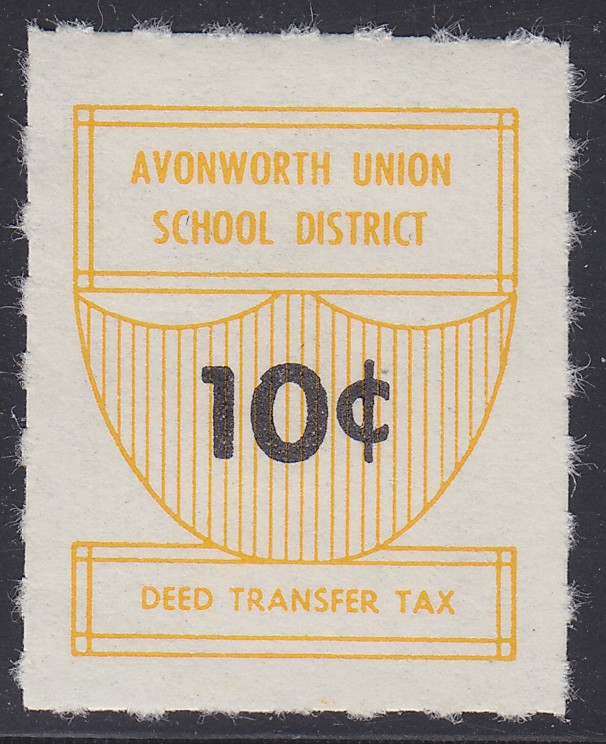 AVONWORTH UNION
SCHOOL DISTRICT
10¢
DEED TRANSFER TAX